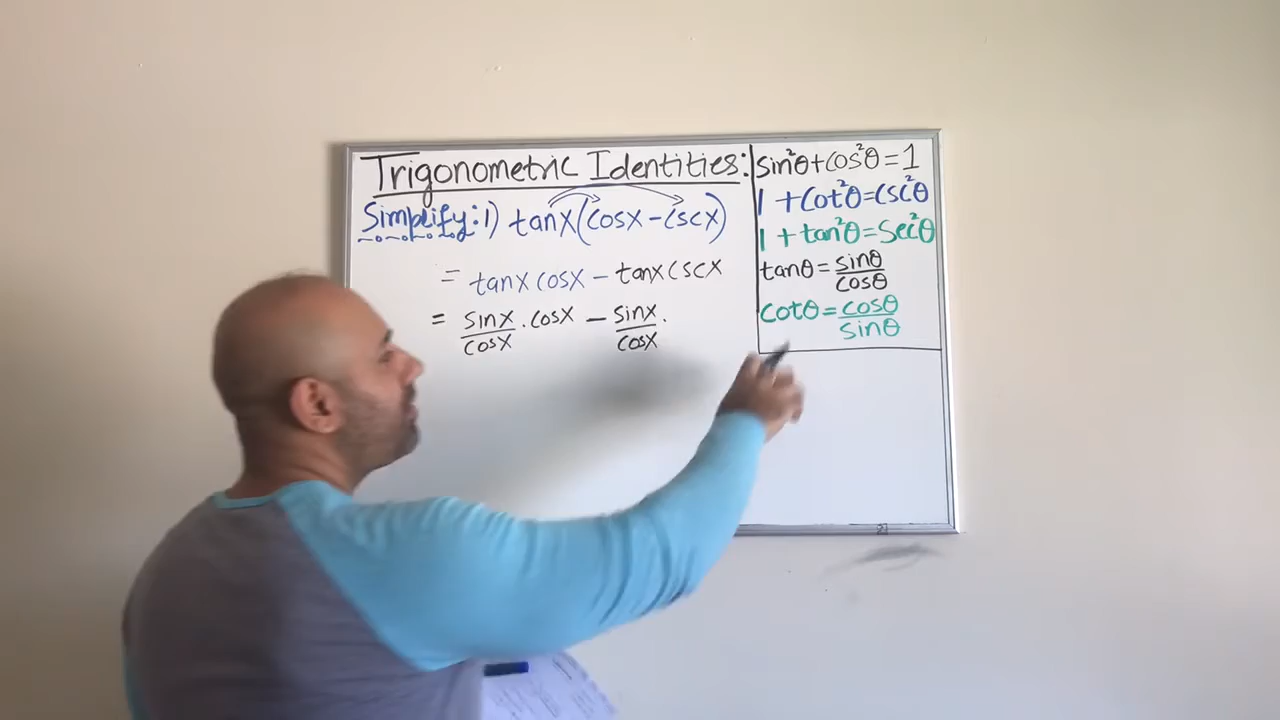 Trigonometric Identities:
Simplify: 1) tanx(cosx - cscx)
= tanx cosx - tanx cscx
= sinx/cosx . cosx - sinx/cosx .
sin²θ + cos²θ = 1
1 + cot²θ = csc²θ
1 + tan²θ = sec²θ
tanθ = sinθ/cosθ
cotθ = cosθ/sinθ